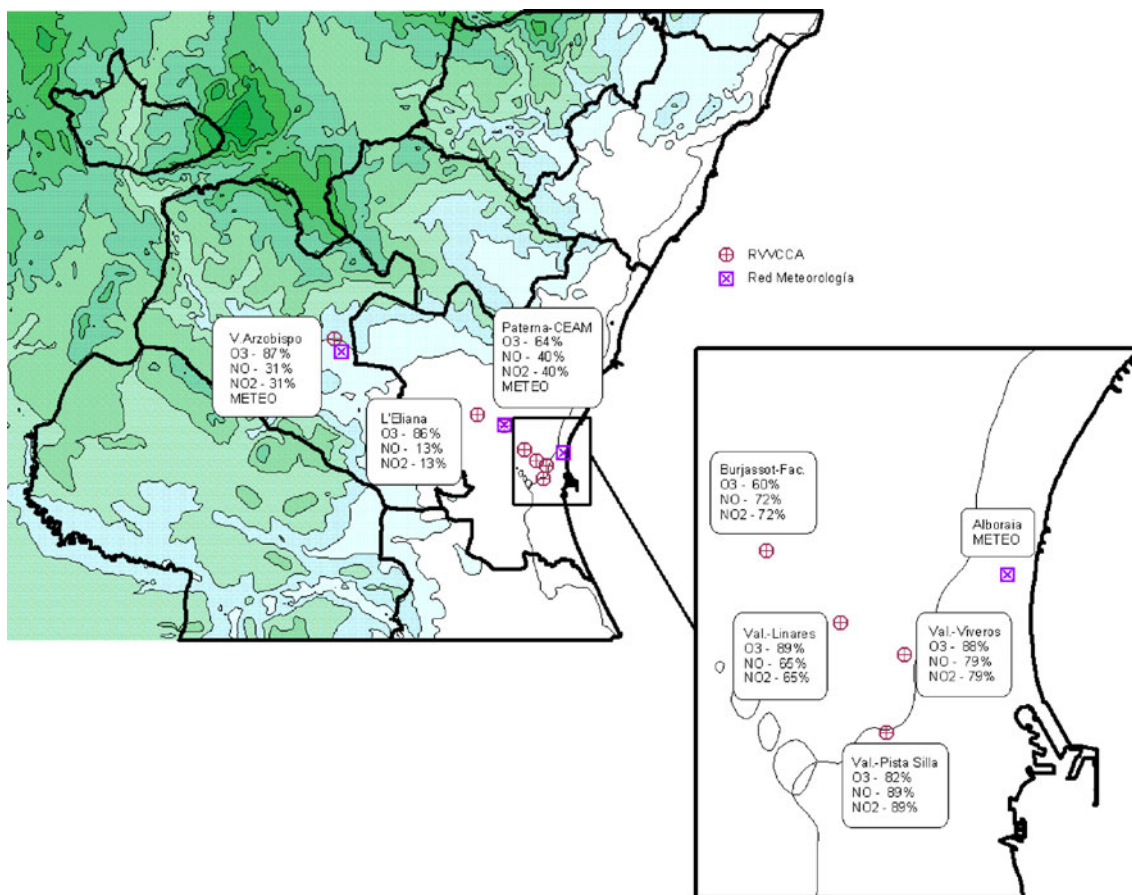 RVVCCA
Red Meteorología
V.Arzobispo
O3 - 87%
NO - 31%
NO2 - 31%
METEO
Paterna-CEAM
O3 - 64%
NO - 40%
NO2 - 40%
METEO
L'Eliana
O3 - 86%
NO - 13%
NO2 - 13%
Burjassot-Fac.
O3 - 60%
NO - 72%
NO2 - 72%
Alboraia
METEO
Val.-Linares
O3 - 89%
NO - 65%
NO2 - 65%
Val.-Viveros
O3 - 88%
NO - 79%
NO2 - 79%
Val.-Pista Silla
O3 - 82%
NO - 89%
NO2 - 89%